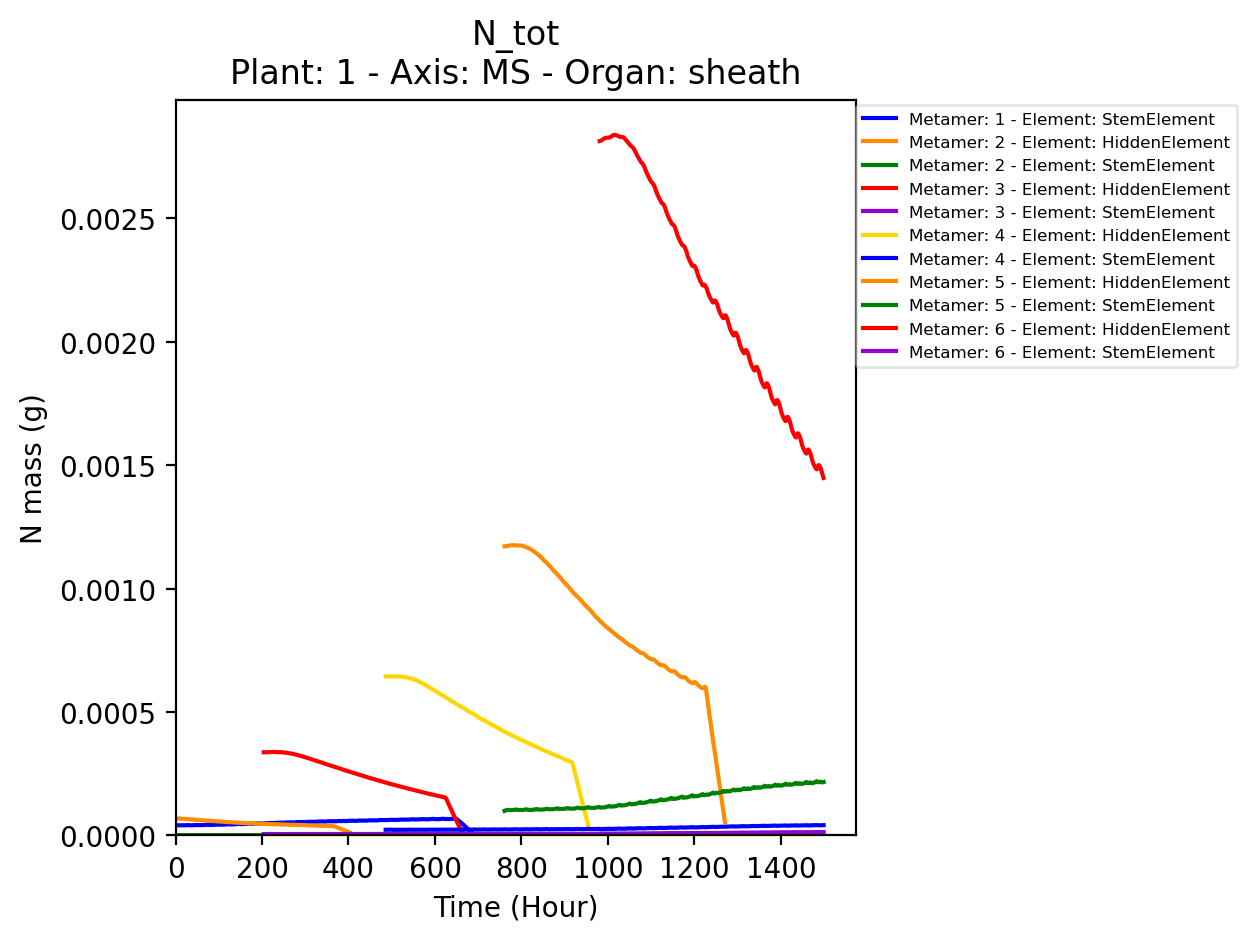 N_tot
Plant: 1 - Axis: MS - Organ: sheath
Metamer: 1 - Element: StemElement
Metamer: 2 - Element: HiddenElement
Metamer: 2 - Element: StemElement
Metamer: 3 - Element: HiddenElement
Metamer: 3 - Element: StemElement
Metamer: 4 - Element: HiddenElement
Metamer: 4 - Element: StemElement
Metamer: 5 - Element: HiddenElement
Metamer: 5 - Element: StemElement
Metamer: 6 - Element: HiddenElement
Metamer: 6 - Element: StemElement
N mass (g)
0.0025
0.0020
0.0015
0.0010
0.0005
0.0000
0 200 400 600 800 1000 1200 1400
Time (Hour)